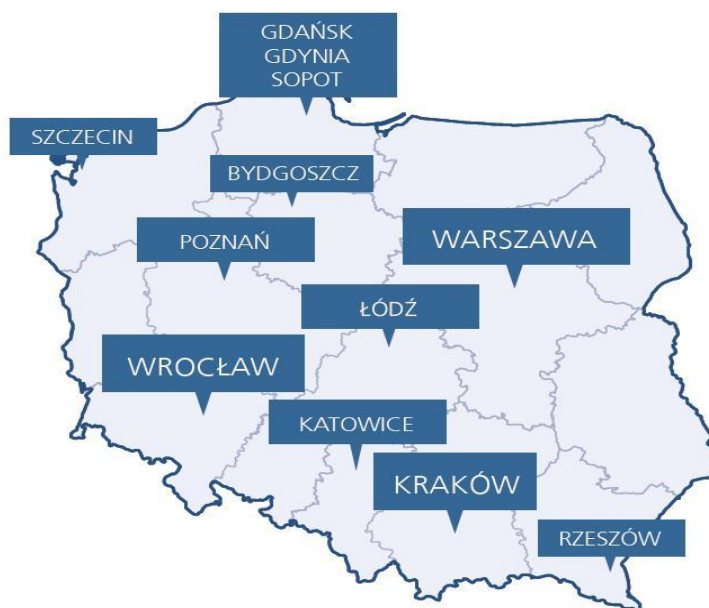 GDAŃSK
GDYNIA
SOPOT
SZCZECIN
BYDGOSZCZ
POZNAŃ
WARSZAWA
ŁÓDŹ
WROCŁAW
KATOWICE
KRAKÓW
RZESZÓW